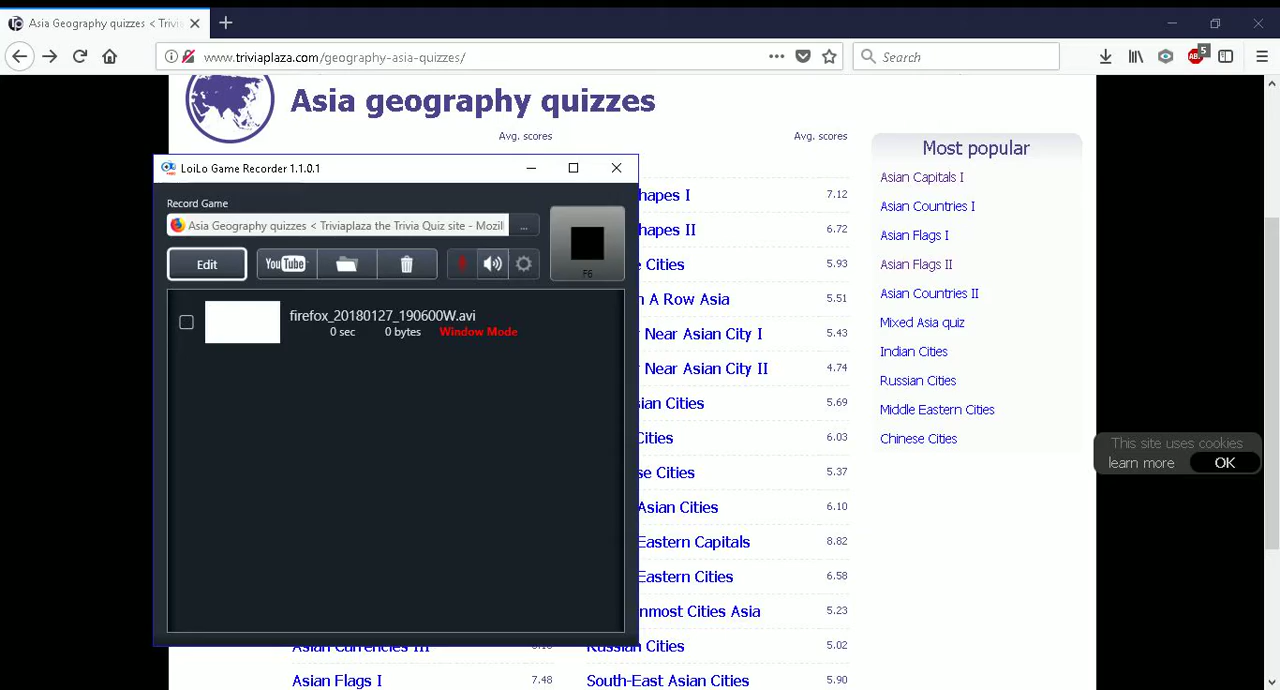 Asia Geography quizzes < Trivi
www.triviaplaza.com/geography-asia-quizzes/
Search
5
Asia geography quizzes
Avg. scores
Avg. scores
LoiLo Game Recorder 1.1.0.1
Record Game
Asia Geography quizzes < Triviaplaza the Trivia Quiz site - Mozil
...
Edit
YouTube
F6
firefox_20180127_190600W.avi
0 sec 0 bytes Window Mode
hapes I 7.12
hapes II 6.72
e Cities 5.93
n A Row Asia 5.51
r Near Asian City I 5.43
r Near Asian City II 4.74
sian Cities 5.69
Cities 6.03
se Cities 5.37
Asian Cities 6.10
Eastern Capitals 8.82
Eastern Cities 6.58
nmost Cities Asia 5.23
Asian Currencies III
Russian Cities 5.02
Asian Flags I 7.48
South-East Asian Cities 5.90
Most popular
Asian Capitals I
Asian Countries I
Asian Flags I
Asian Flags II
Asian Countries II
Mixed Asia quiz
Indian Cities
Russian Cities
Middle Eastern Cities
Chinese Cities
This site uses cookies
learn more OK